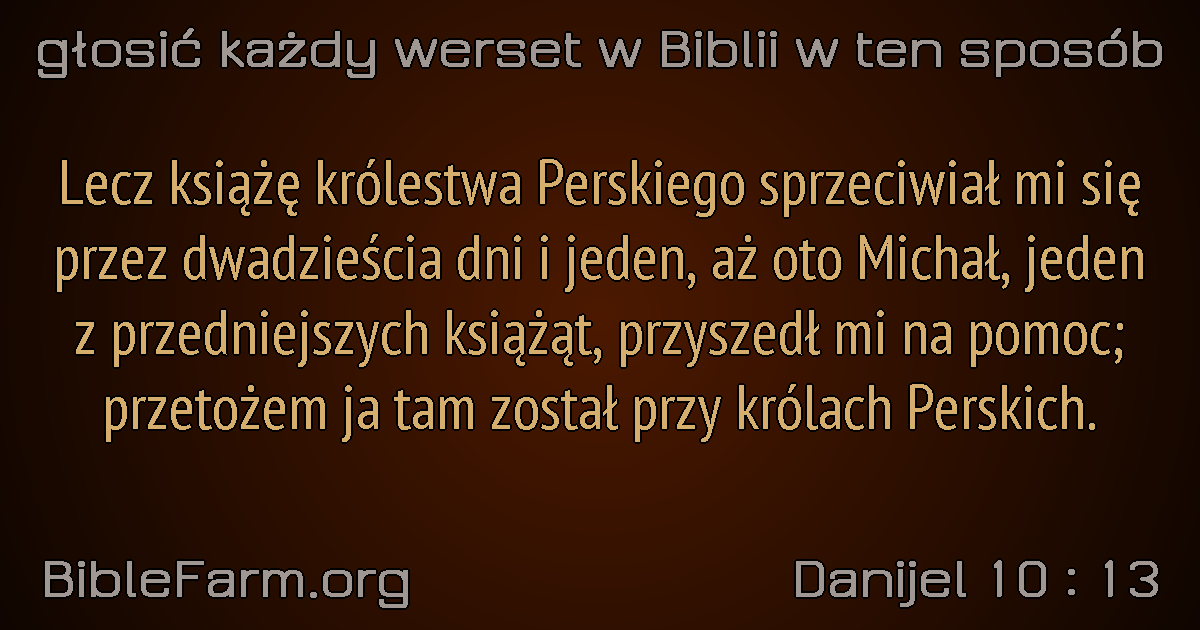 głosić każdy werset w Biblii w ten sposób
Lecz książę królestwa Perskiego sprzeciwiał mi się
przez dwadzieścia dni i jeden, aż oto Michał, jeden
z przedniejszych książąt, przyszedł mi na pomoc;
przetożem ja tam został przy królach Perskich.
BibleFarm.org
Danijel 10 : 13